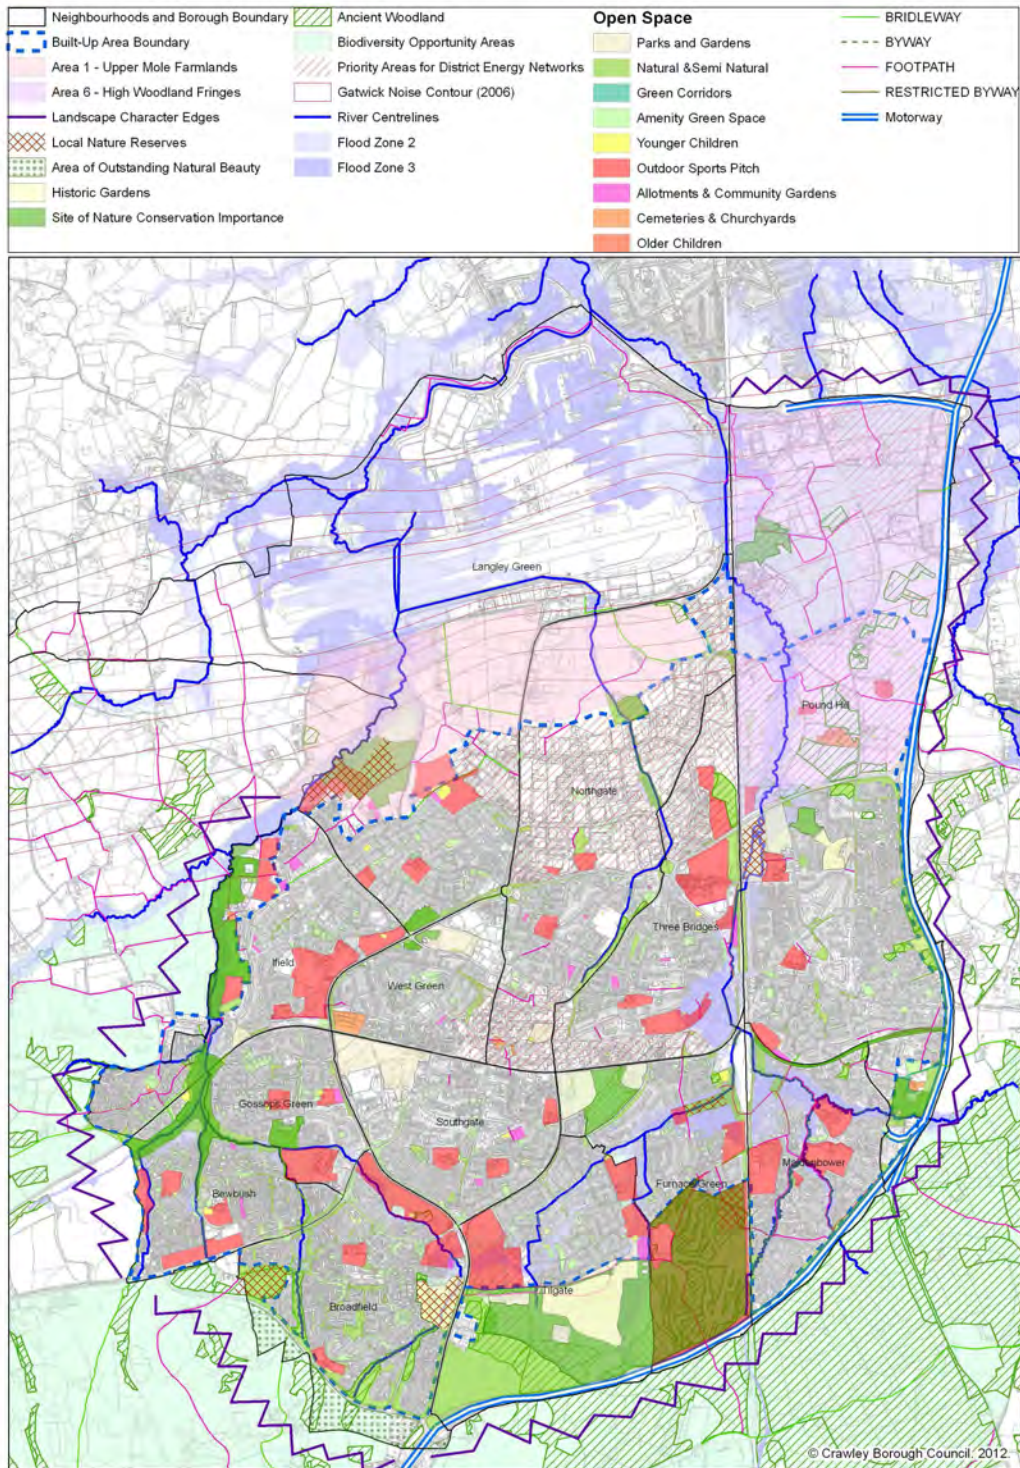 Neighbourhoods and Borough Boundary
Built-Up Area Boundary
Area 1 - Upper Mole Farmlands
Area 6 - High Woodland Fringes
Landscape Character Edges
Local Nature Reserves
Area of Outstanding Natural Beauty
Historic Gardens
Site of Nature Conservation Importance
Ancient Woodland
Biodiversity Opportunity Areas
Priority Areas for District Energy Networks
Gatwick Noise Contour (2006)
River Centrelines
Flood Zone 2
Flood Zone 3
Open Space
Parks and Gardens
Natural &Semi Natural
Green Corridors
Amenity Green Space
Younger Children
Outdoor Sports Pitch
Allotments & Community Gardens
Cemeteries & Churchyards
Older Children
BRIDLEWAY
BYWAY
FOOTPATH
RESTRICTED BYWAY
Motorway
Langley Green
Pound Hill
Northgate
Three Bridges
Ifield
West Green
Gossops Green
Southgate
Maidenbower
Furnace Green
Bewbush
Tilgate
Broadfield
© Crawley Borough Council. 2012.